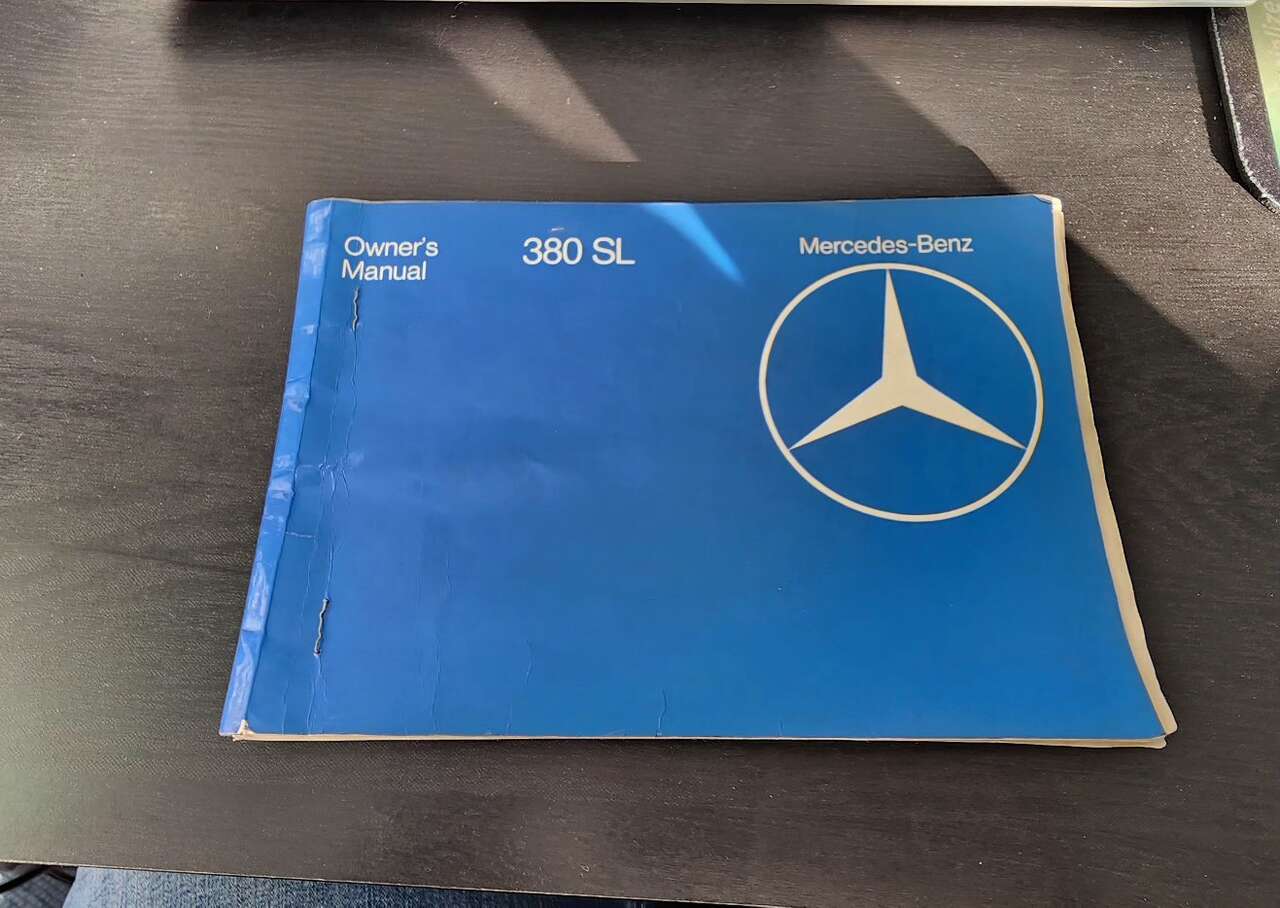 Owner's
Manual
380 SL
Mercedes-Benz